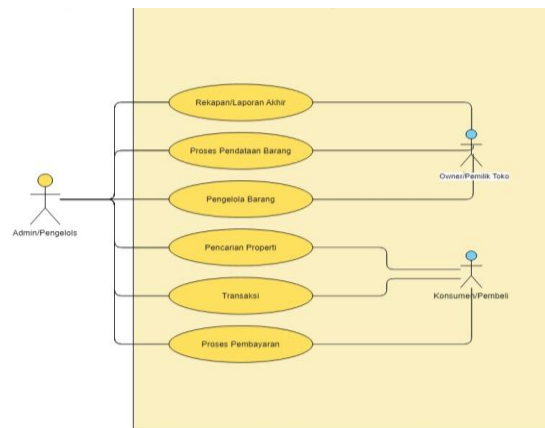 Rekapan/Laporan Akhir
Proses Pendataan Barang
Owner/Pemilik Toko
Pengelola Barang
Admin/Pengelols
Pencarian Properti
Transaksi
Konsumen/Pembeli
Proses Pembayaran